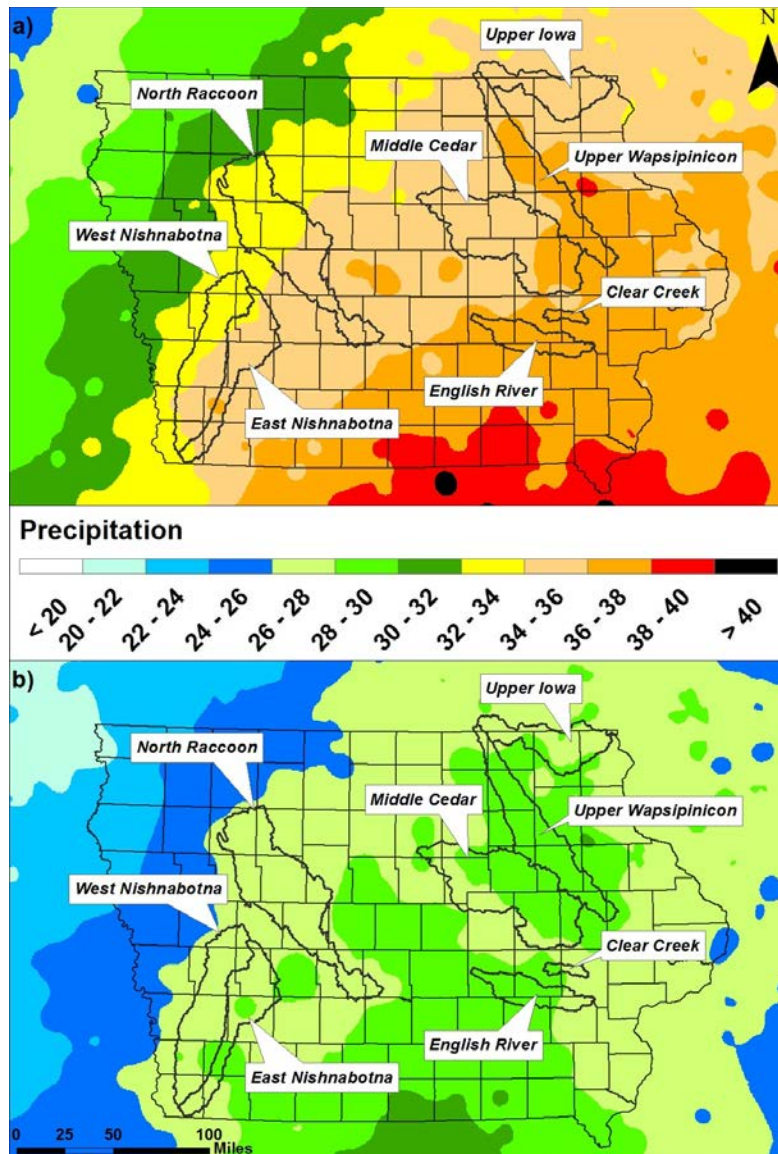 a)
N
Upper Iowa
North Raccoon
Middle Cedar
Upper Wapsipinicon
West Nishnabotna
Clear Creek
English River
East Nishnabotna
Precipitation
< 20
20 - 22
22 - 24
24 - 26
26 - 28
28 - 30
30 - 32
32 - 34
34 - 36
36 - 38
38 - 40
> 40
b)
Upper Iowa
North Raccoon
Middle Cedar
Upper Wapsipinicon
West Nishnabotna
Clear Creek
English River
East Nishnabotna
0 25 50 100
Miles